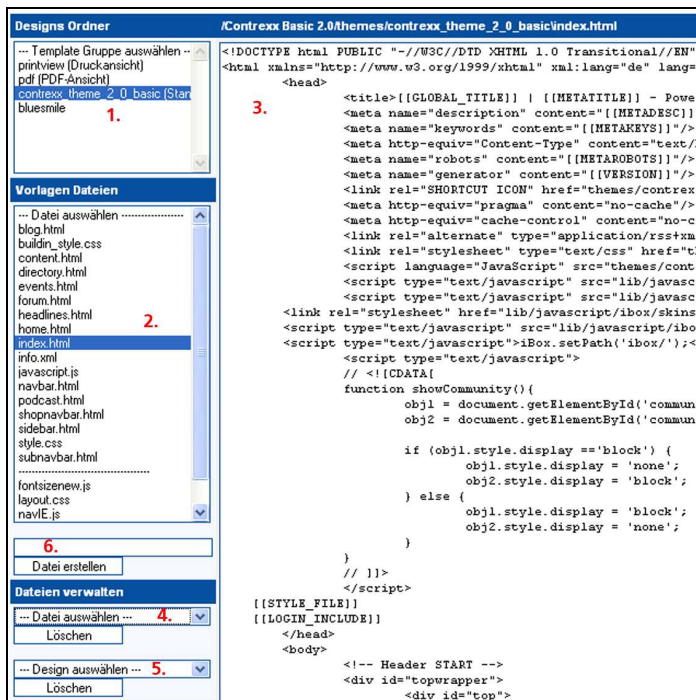 Designs Ordner
--- Template Gruppe auswählen --
printview (Druckansicht)
pdf (PDF-Ansicht)
contrexx_theme_2_0_basic (Stan
bluesmile
1.
Vorlagen Dateien
--- Datei auswählen ------------------
blog.html
buildin_style.css
content.html
directory.html
events.html
forum.html
headlines.html
home.html
2.
index.html
info.xml
javascript.js
navbar.html
podcast.html
shopnavbar.html
sidebar.html
style.css
subnavbar.html
-------------------------------------
fontsizenew.js
layout.css
navIE.js
6.
Datei erstellen
Dateien verwalten
--- Datei auswählen --- 4.
Löschen
--- Design auswählen --- 5.
Löschen
/Contrexx Basic 2.0/themes/contrexx_theme_2_0_basic\index.html
<!DOCTYPE html PUBLIC "-//W3C//DTD XHTML 1.0 Transitional//EN"
<html xmlns="http://www.w3.org/1999/xhtml" xml:lang="de" lang=
<head>
3.
<title>[[GLOBAL_TITLE]] | [[METATITLE]] - Powe
<meta name="description" content="[[METADESC]]
<meta name="keywords" content="[[METAKEYS]]"/>
<meta http-equiv="Content-Type" content="text/
<meta name="robots" content="[[METAROBOTS]]"/>
<meta name="generator" content="[[VERSION]]"/>
<link rel="SHORTCUT ICON" href="themes/contrex
<meta http-equiv="pragma" content="no-cache"/>
<meta http-equiv="cache-control" content="no-c
<link rel="alternate" type="application/rss+xm
<link rel="stylesheet" type="text/css" href="t
<script language="JavaScript" src="themes/cont
<script type="text/javascript" src="lib/javasc
<script type="text/javascript" src="lib/javasc
<link rel="stylesheet" href="lib/javascript/ibox/skins
<script type="text/javascript" src="lib/javascript/ibo
<script type="text/javascript">iBox.setPath('ibox/');<
<script type="text/javascript">
// <![CDATA[
function showCommunity(){
obj1 = document.getElementById('commun
obj2 = document.getElementById('commun
if (obj1.style.display =='block') {
obj1.style.display = 'none';
obj2.style.display = 'block';
} else {
obj1.style.display = 'block';
obj2.style.display = 'none';
}
}
// ]]>
</script>
[[STYLE_FILE]]
[[LOGIN_INCLUDE]]
</head>
<body>
<!-- Header START -->
<div id="topwrapper">
<div id="top">